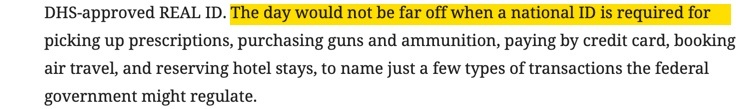 DHS-approved REAL ID. The day would not be far off when a national ID is required for
picking up prescriptions, purchasing guns and ammunition, paying by credit card, booking
air travel, and reserving hotel stays, to name just a few types of transactions the federal
government might regulate.